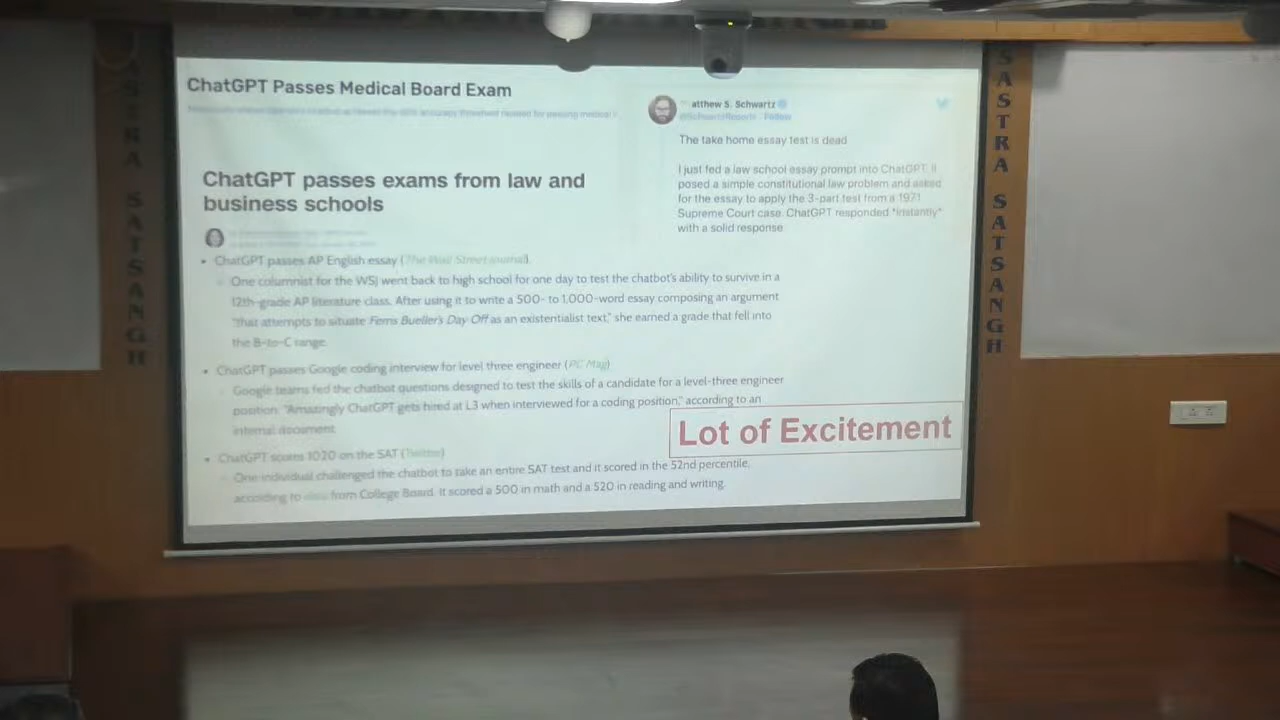 SASTRA SATSANGH
ChatGPT Passes Medical Board Exam
ChatGPT passes exams from law and
business schools
atthew S. Schwartz
@SchwartzReports · Follow
The take home essay test is dead
I just fed a law school essay prompt into ChatGPT. I
posed a simple constitutional law problem and asked
for the essay to apply the 3-part test from a 1971
Supreme Court case. ChatGPT responded *instantly*
with a solid response
• ChatGPT passes AP English essay (The Wall Street Journal)
One columnist for the WSJ went back to high school for one day to test the chatbot's ability to survive in a
12th-grade AP literature class. After using it to write a 500- to 1,000-word essay composing an argument
"that attempts to situate Ferris Bueller's Day Off as an existentialist text," she earned a grade that fell into
the B-to-C range.
• ChatGPT passes Google coding interview for level three engineer (PC Mag)
Google teams fed the chatbot questions designed to test the skills of a candidate for a level-three engineer
position. "Amazingly ChatGPT gets hired at L3 when interviewed for a coding position," according to an
internal document.
Lot of Excitement
• ChatGPT scores 1020 on the SAT (Twitter)
One individual challenged the chatbot to take an entire SAT test and it scored in the 52nd percentile,
according to data from College Board. It scored a 500 in math and a 520 in reading and writing.
SASTRA SATSANGH